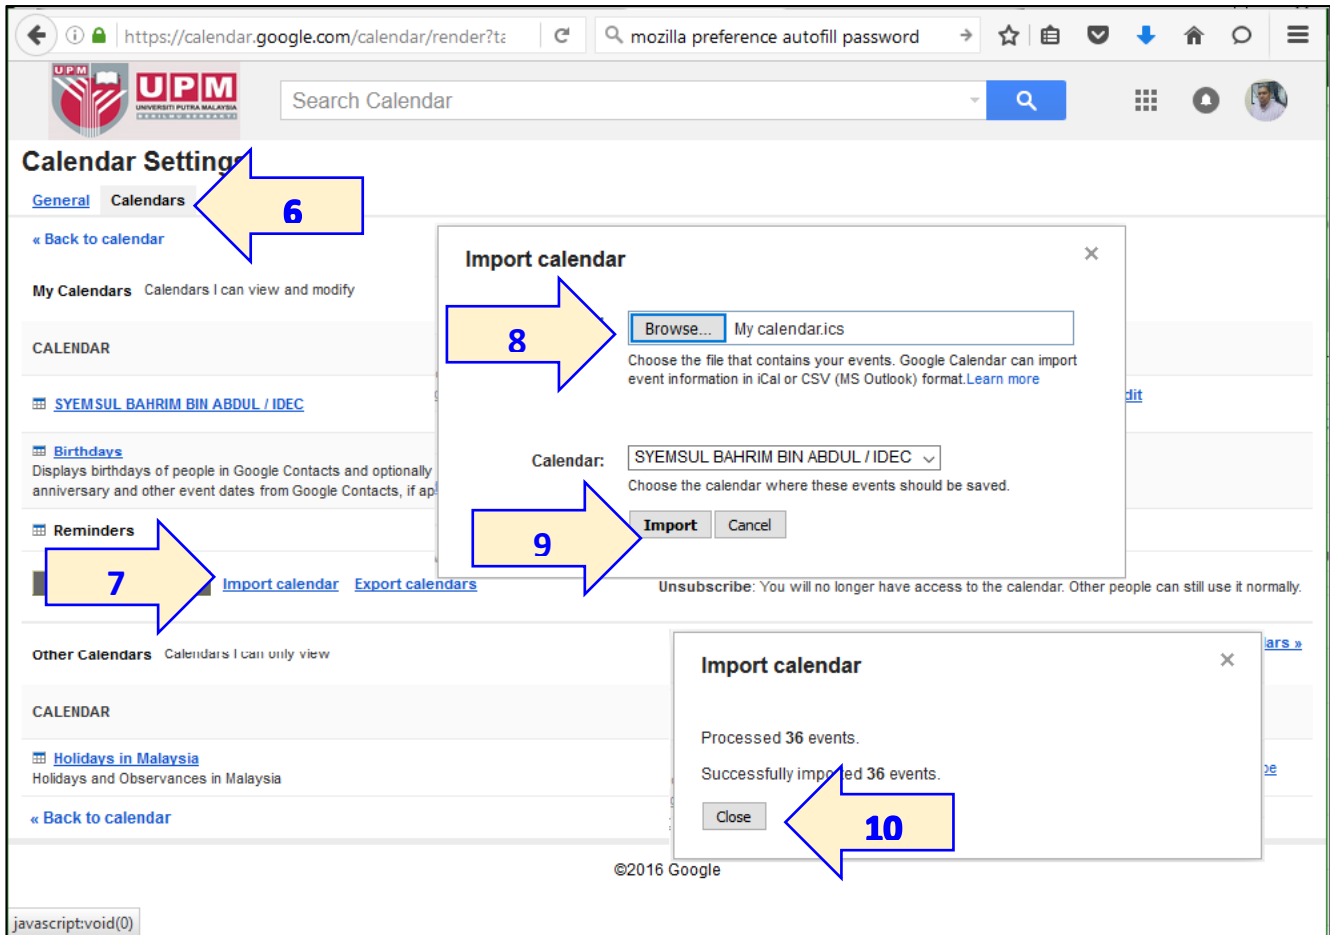 https://calendar.google.com/calendar/render?ta
mozilla preference autofill password
UPM
UPM
UNIVERSITI PUTRA MALAYSIA
BERILMU BERBAKTI
Search Calendar
Calendar Settings
General Calendars
6
« Back to calendar
My Calendars Calendars I can view and modify
CALENDAR
SYEMSUL BAHRIM BIN ABDUL / IDEC
Birthdays
Displays birthdays of people in Google Contacts and optionally
anniversary and other event dates from Google Contacts, if ap
Reminders
7
Import calendar Export calendars
Unsubscribe: You will no longer have access to the calendar. Other people can still use it normally.
Import calendar
8
Browse... My calendar.ics
Choose the file that contains your events. Google Calendar can import
event information in iCal or CSV (MS Outlook) format.Learn more
dit
Calendar: SYEMSUL BAHRIM BIN ABDUL / IDEC
Choose the calendar where these events should be saved.
9
Import Cancel
Other Calendars Calendars I can only view
ars »
CALENDAR
Holidays in Malaysia
Holidays and Observances in Malaysia
« Back to calendar
Import calendar
Processed 36 events.
Successfully imported 36 events.
be
Close
10
©2016 Google
javascript:void(0)